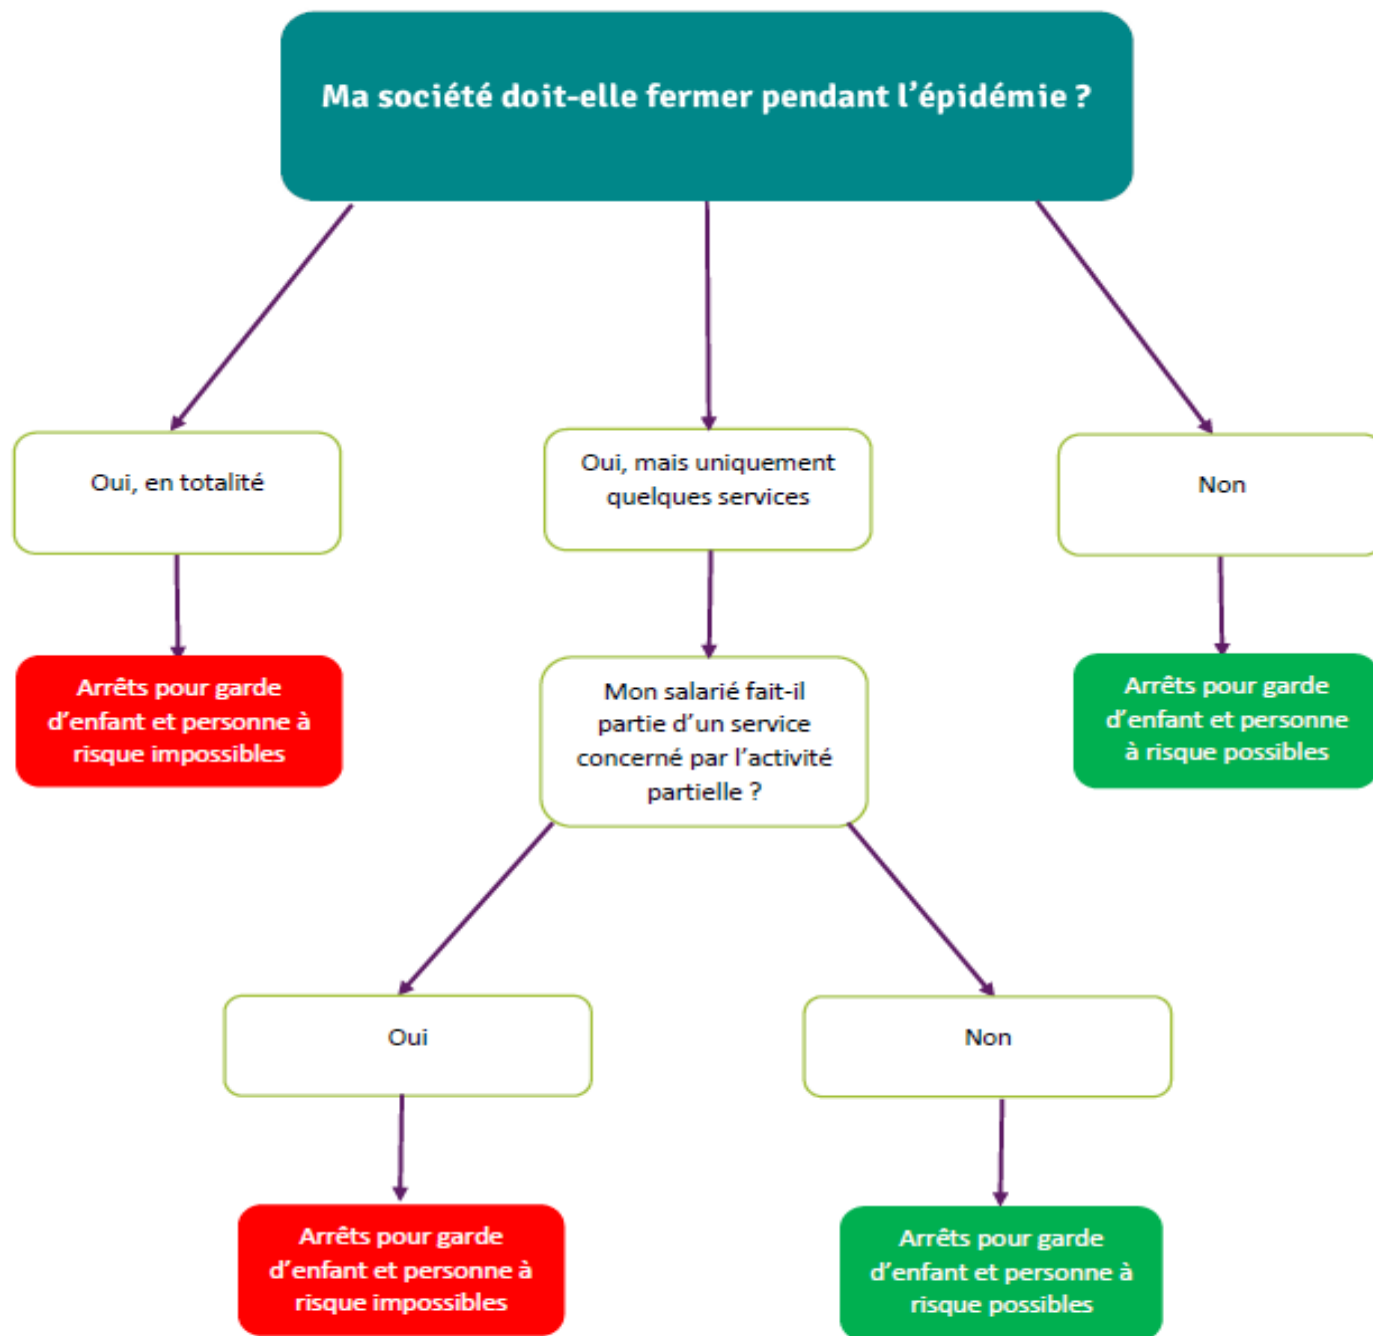 Ma société doit-elle fermer pendant l’épidémie ?
Oui, en totalité
Oui, mais uniquement
quelques services
Non
Arrêts pour garde
d’enfant et personne à
risque impossibles
Mon salarié fait-il
partie d’un service
concerné par l’activité
partielle ?
Arrêts pour garde
d’enfant et personne
à risque possibles
Oui
Non
Arrêts pour garde
d’enfant et personne à
risque impossibles
Arrêts pour garde
d’enfant et personne à
risque possibles